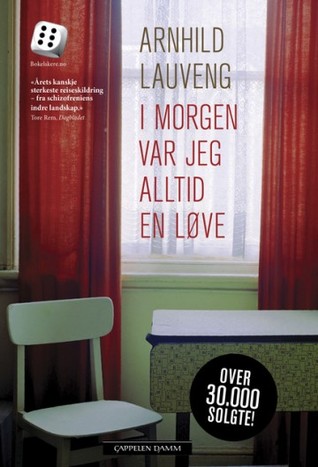 ARNHILD
LAUVENG
I MORGEN
VAR JEG
ALLTID
EN LØVE
Bokelskere.no
«Årets kanskje
sterkeste reiseskildring
– fra schizofreniens
indre landskap.»
Tore Rem, Dagbladet
OVER
30.000
SOLGTE!
CAPPELEN DAMM